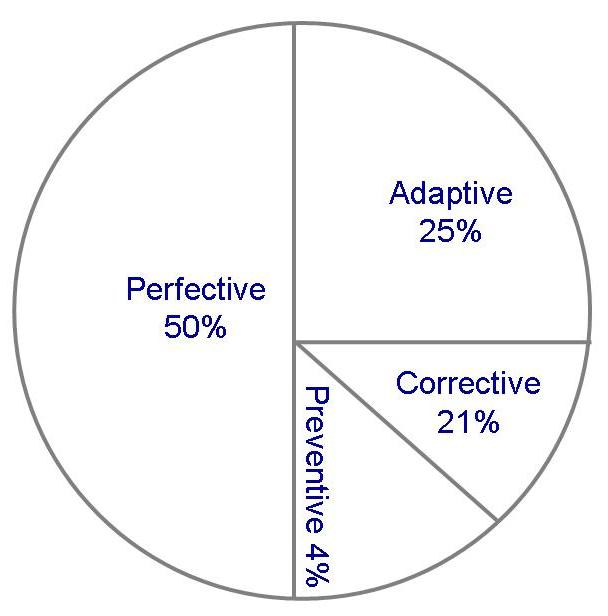 Adaptive
25%
Perfective
50%
Corrective
21%
Preventive 4%